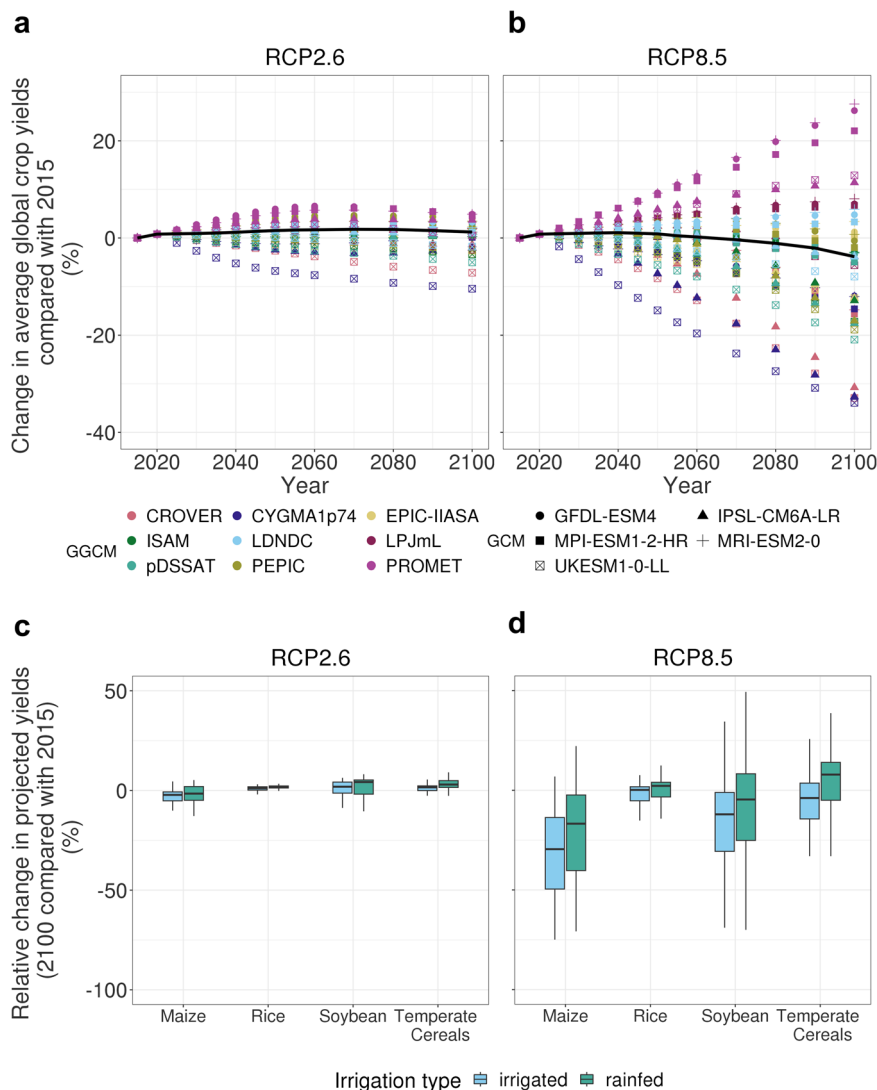 a
b
RCP2.6
RCP8.5
Change in average global crop yields
compared with 2015
(%)
20
0
-20
-40
2020 2040 2060 2080 2100
2020 2040 2060 2080 2100
Year
Year
GGCM
CROVER CYGMA1p74 EPIC-IIASA
ISAM LDNDC LPJmL
pDSSAT PEPIC PROMET
GCM
GFDL-ESM4 IPSL-CM6A-LR
MPI-ESM1-2-HR MRI-ESM2-0
UKESM1-0-LL
c
d
RCP2.6
RCP8.5
Relative change in projected yields
(2100 compared with 2015)
(%)
50
0
-50
-100
Maize Rice Soybean Temperate
Cereals
Maize Rice Soybean Temperate
Cereals
Irrigation type irrigated rainfed